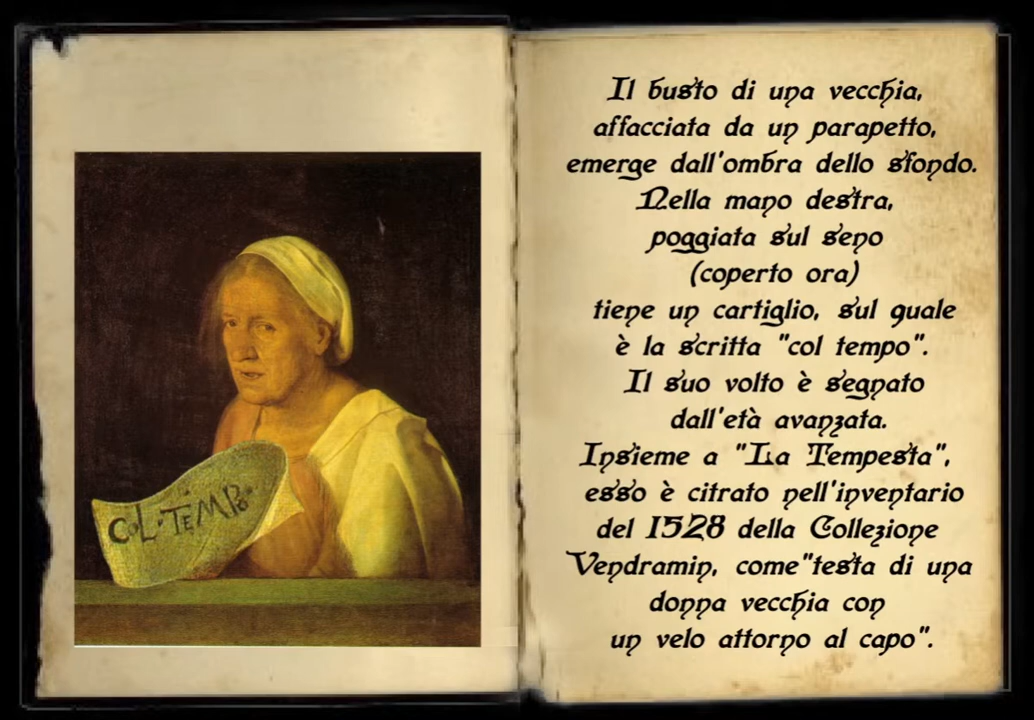 COL·TEMPO
Il busto di una vecchia,
affacciata da un parapetto,
emerge dall'ombra dello sfondo.
Nella mano destra,
poggiata sul seno
(coperto ora)
tiene un cartiglio, sul quale
è la scritta "col tempo".
Il suo volto è segnato
dall'età avanzata.
Insieme a "La Tempesta",
esso è citrato nell'inventario
del 1528 della Collezione
Vendramin, come"testa di una
donna vecchia con
un velo attorno al capo".